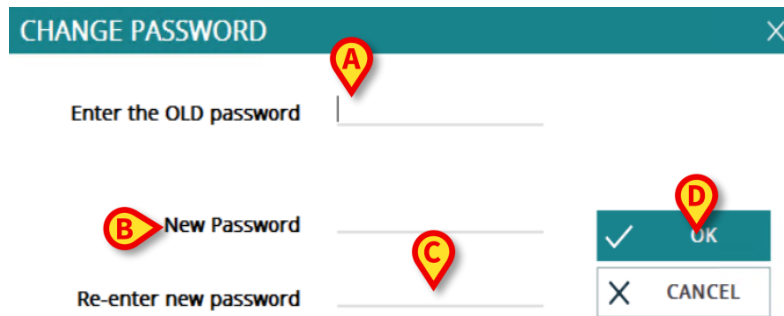 CHANGE PASSWORD
A
Enter the OLD password
D
B New Password
OK
C
Re-enter new password
CANCEL